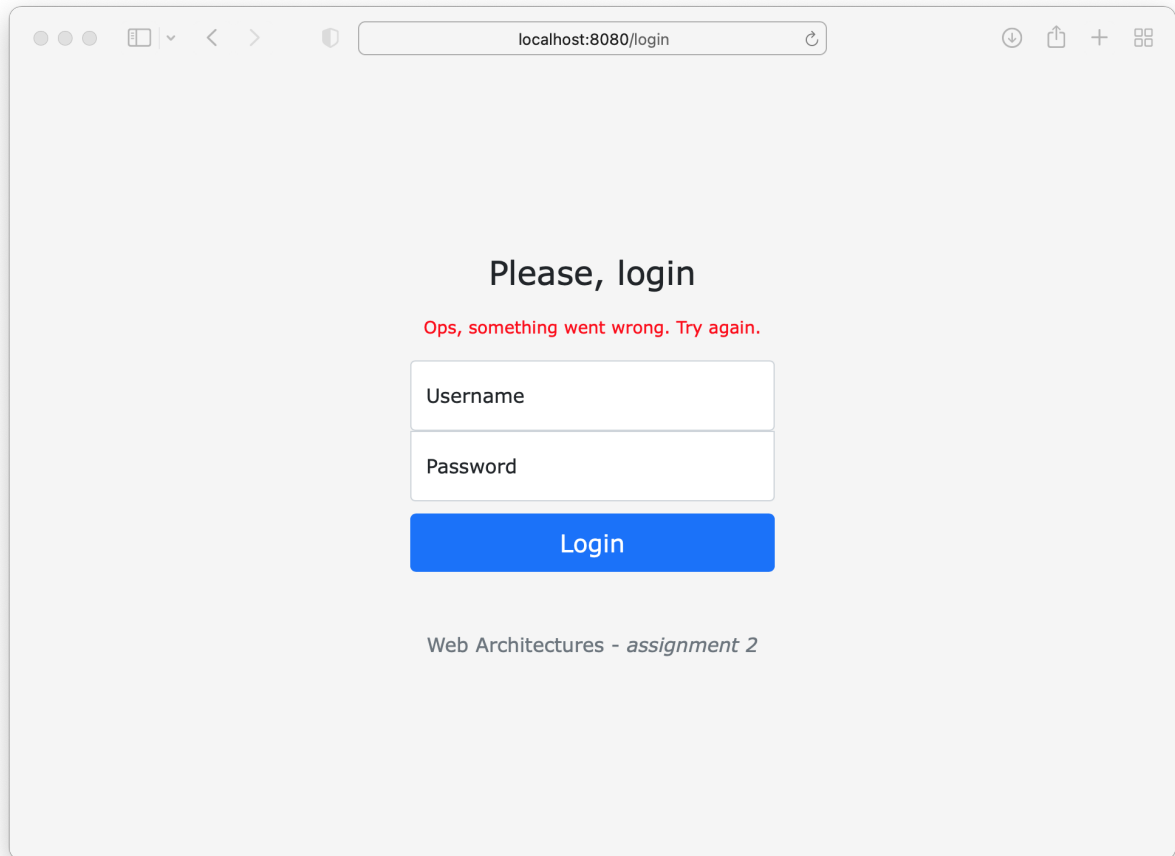 localhost:8080/login
Please, login
Ops, something went wrong. Try again.
Username
Password
Login
Web Architectures - assignment 2